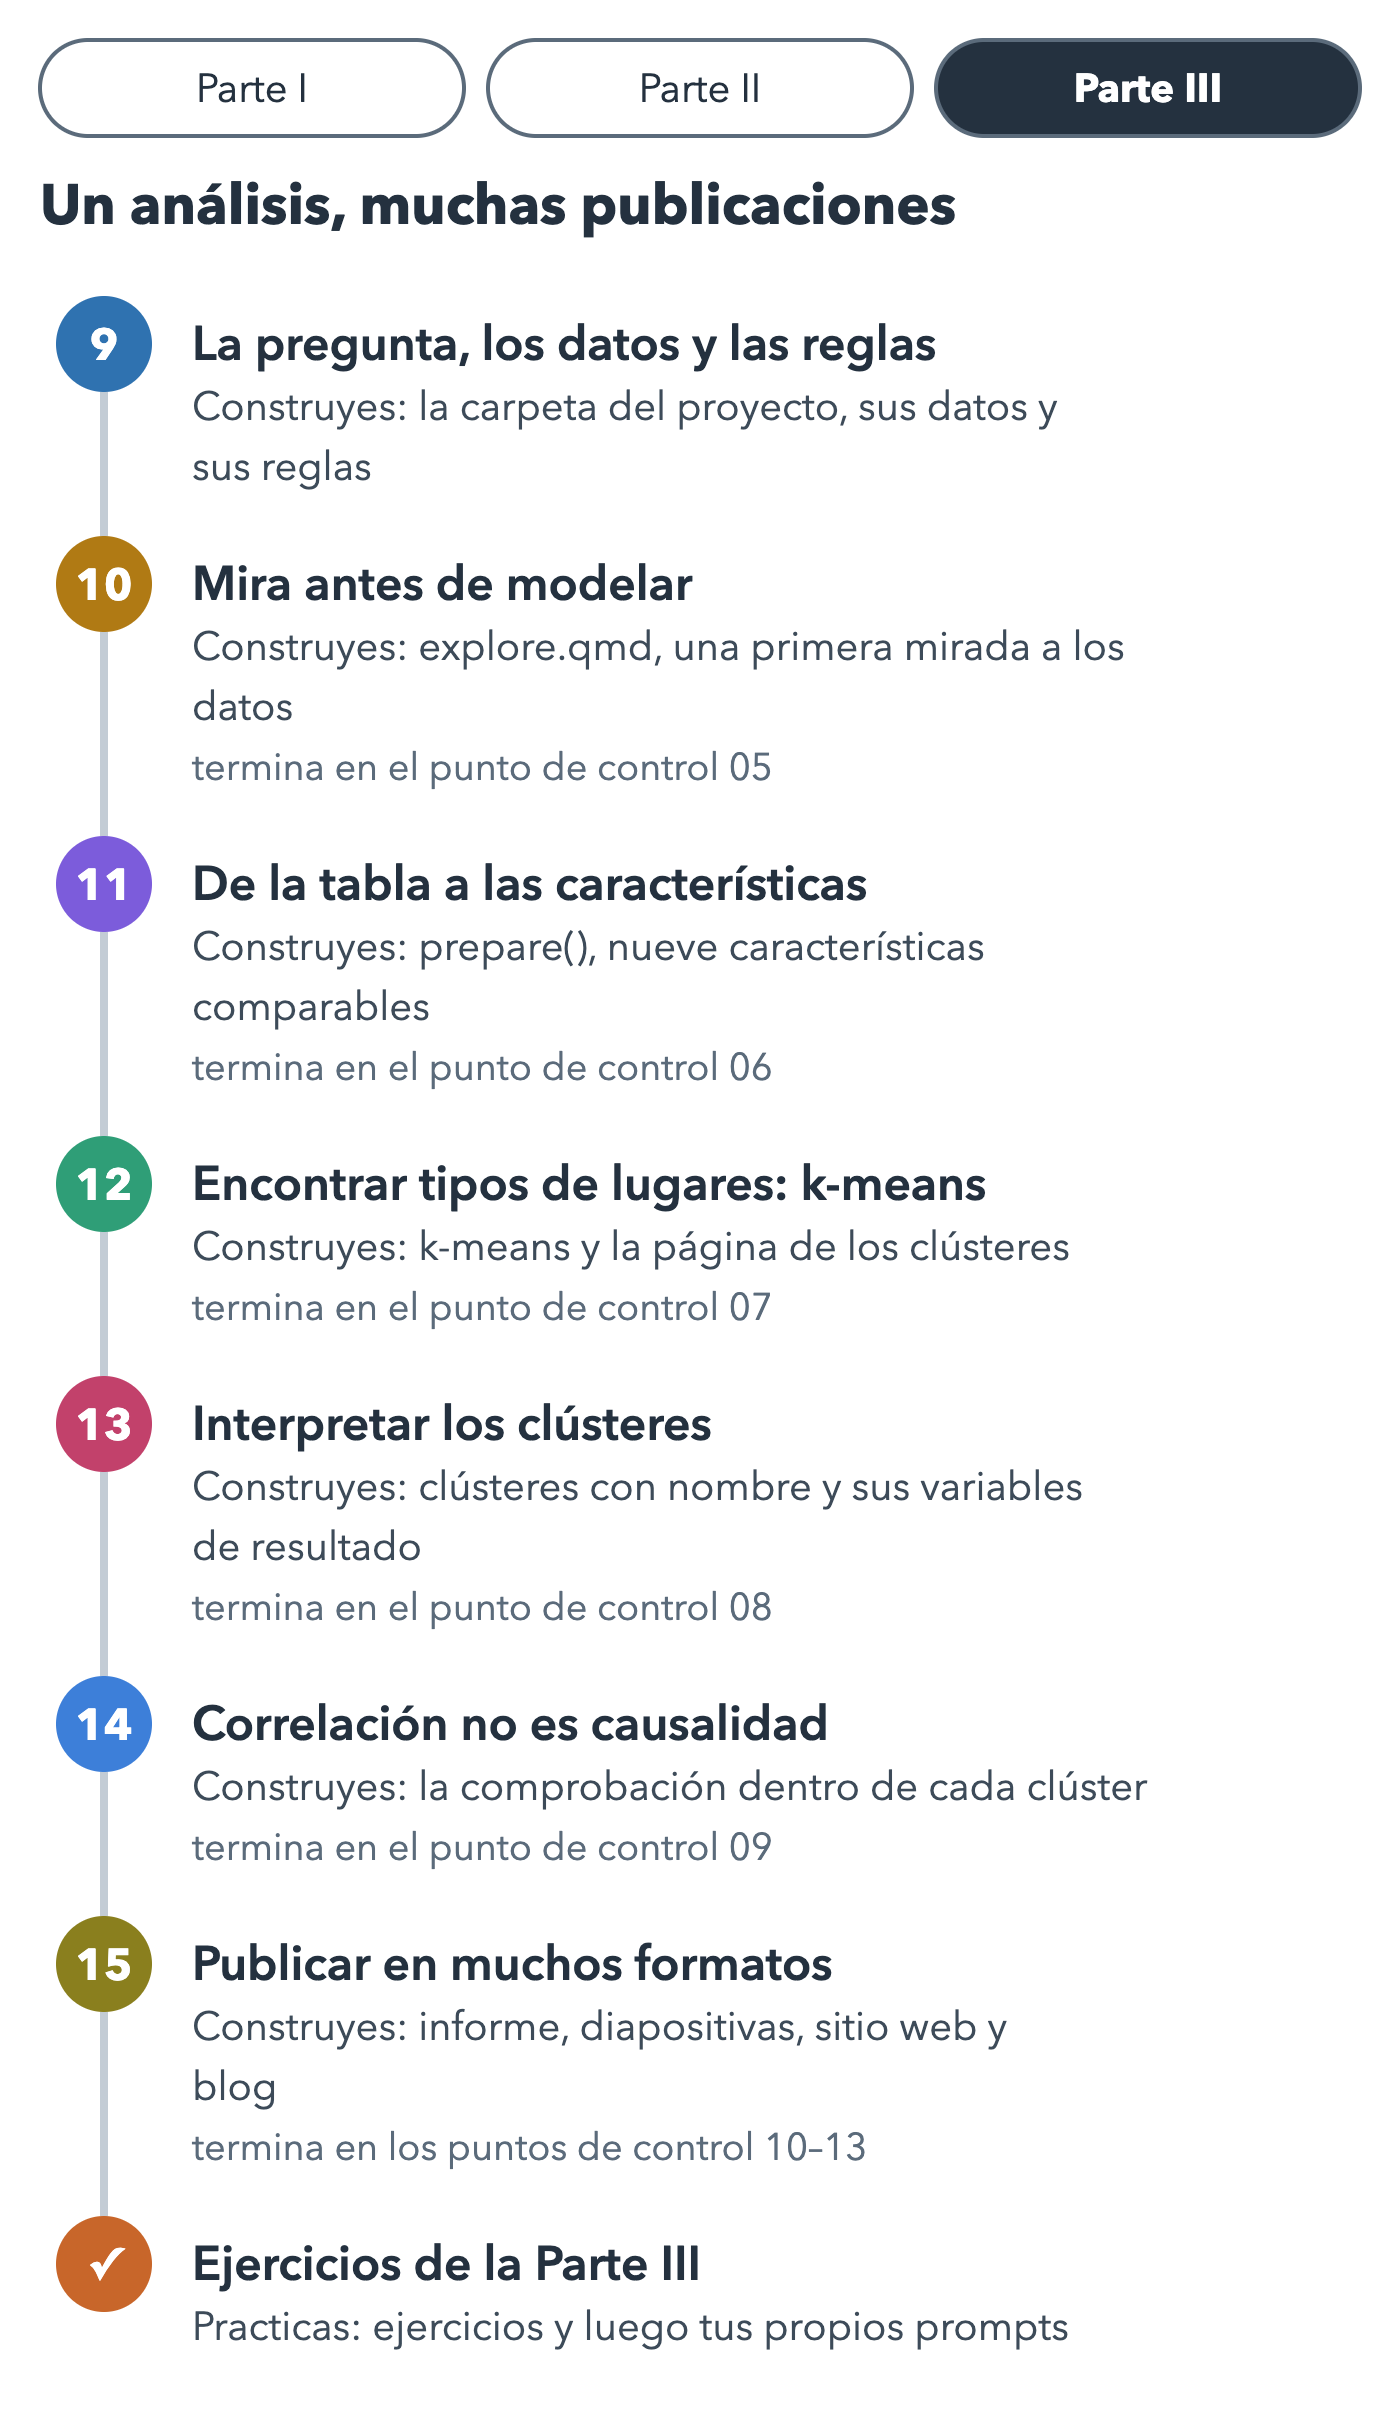 Parte I
Parte II
Parte III
Un análisis, muchas publicaciones
9
La pregunta, los datos y las reglas
Construyes: la carpeta del proyecto, sus datos y
sus reglas
10
Mira antes de modelar
Construyes: explore.qmd, una primera mirada a los
datos
termina en el punto de control 05
11
De la tabla a las características
Construyes: prepare(), nueve características
comparables
termina en el punto de control 06
12
Encontrar tipos de lugares: k-means
Construyes: k-means y la página de los clústeres
termina en el punto de control 07
13
Interpretar los clústeres
Construyes: clústeres con nombre y sus variables
de resultado
termina en el punto de control 08
14
Correlación no es causalidad
Construyes: la comprobación dentro de cada clúster
termina en el punto de control 09
15
Publicar en muchos formatos
Construyes: informe, diapositivas, sitio web y
blog
termina en los puntos de control 10–13
✓
Ejercicios de la Parte III
Practicas: ejercicios y luego tus propios prompts